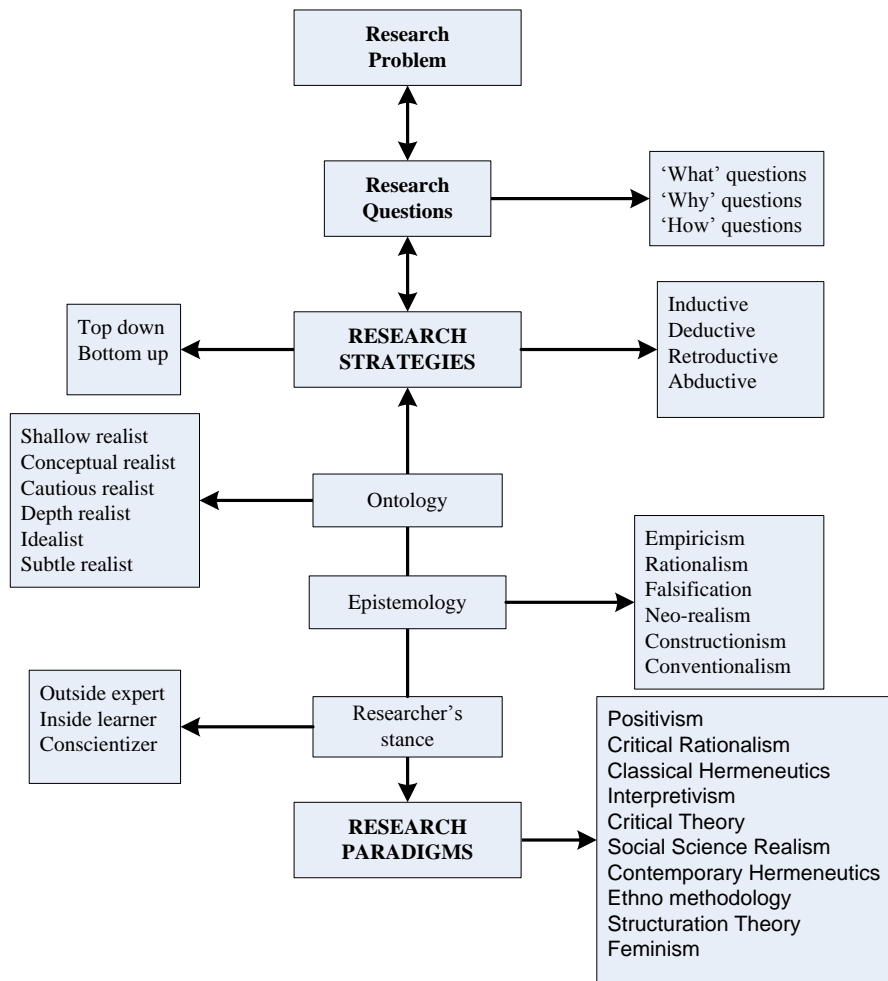 Research
Problem
Research
Questions
‘What’ questions
‘Why’ questions
‘How’ questions
Top down
Bottom up
RESEARCH
STRATEGIES
Inductive
Deductive
Retroductive
Abductive
Shallow realist
Conceptual realist
Cautious realist
Depth realist
Idealist
Subtle realist
Ontology
Epistemology
Empiricism
Rationalism
Falsification
Neo-realism
Constructionism
Conventionalism
Outside expert
Inside learner
Conscientizer
Researcher’s
stance
RESEARCH
PARADIGMS
Positivism
Critical Rationalism
Classical Hermeneutics
Interpretivism
Critical Theory
Social Science Realism
Contemporary Hermeneutics
Ethno methodology
Structuration Theory
Feminism